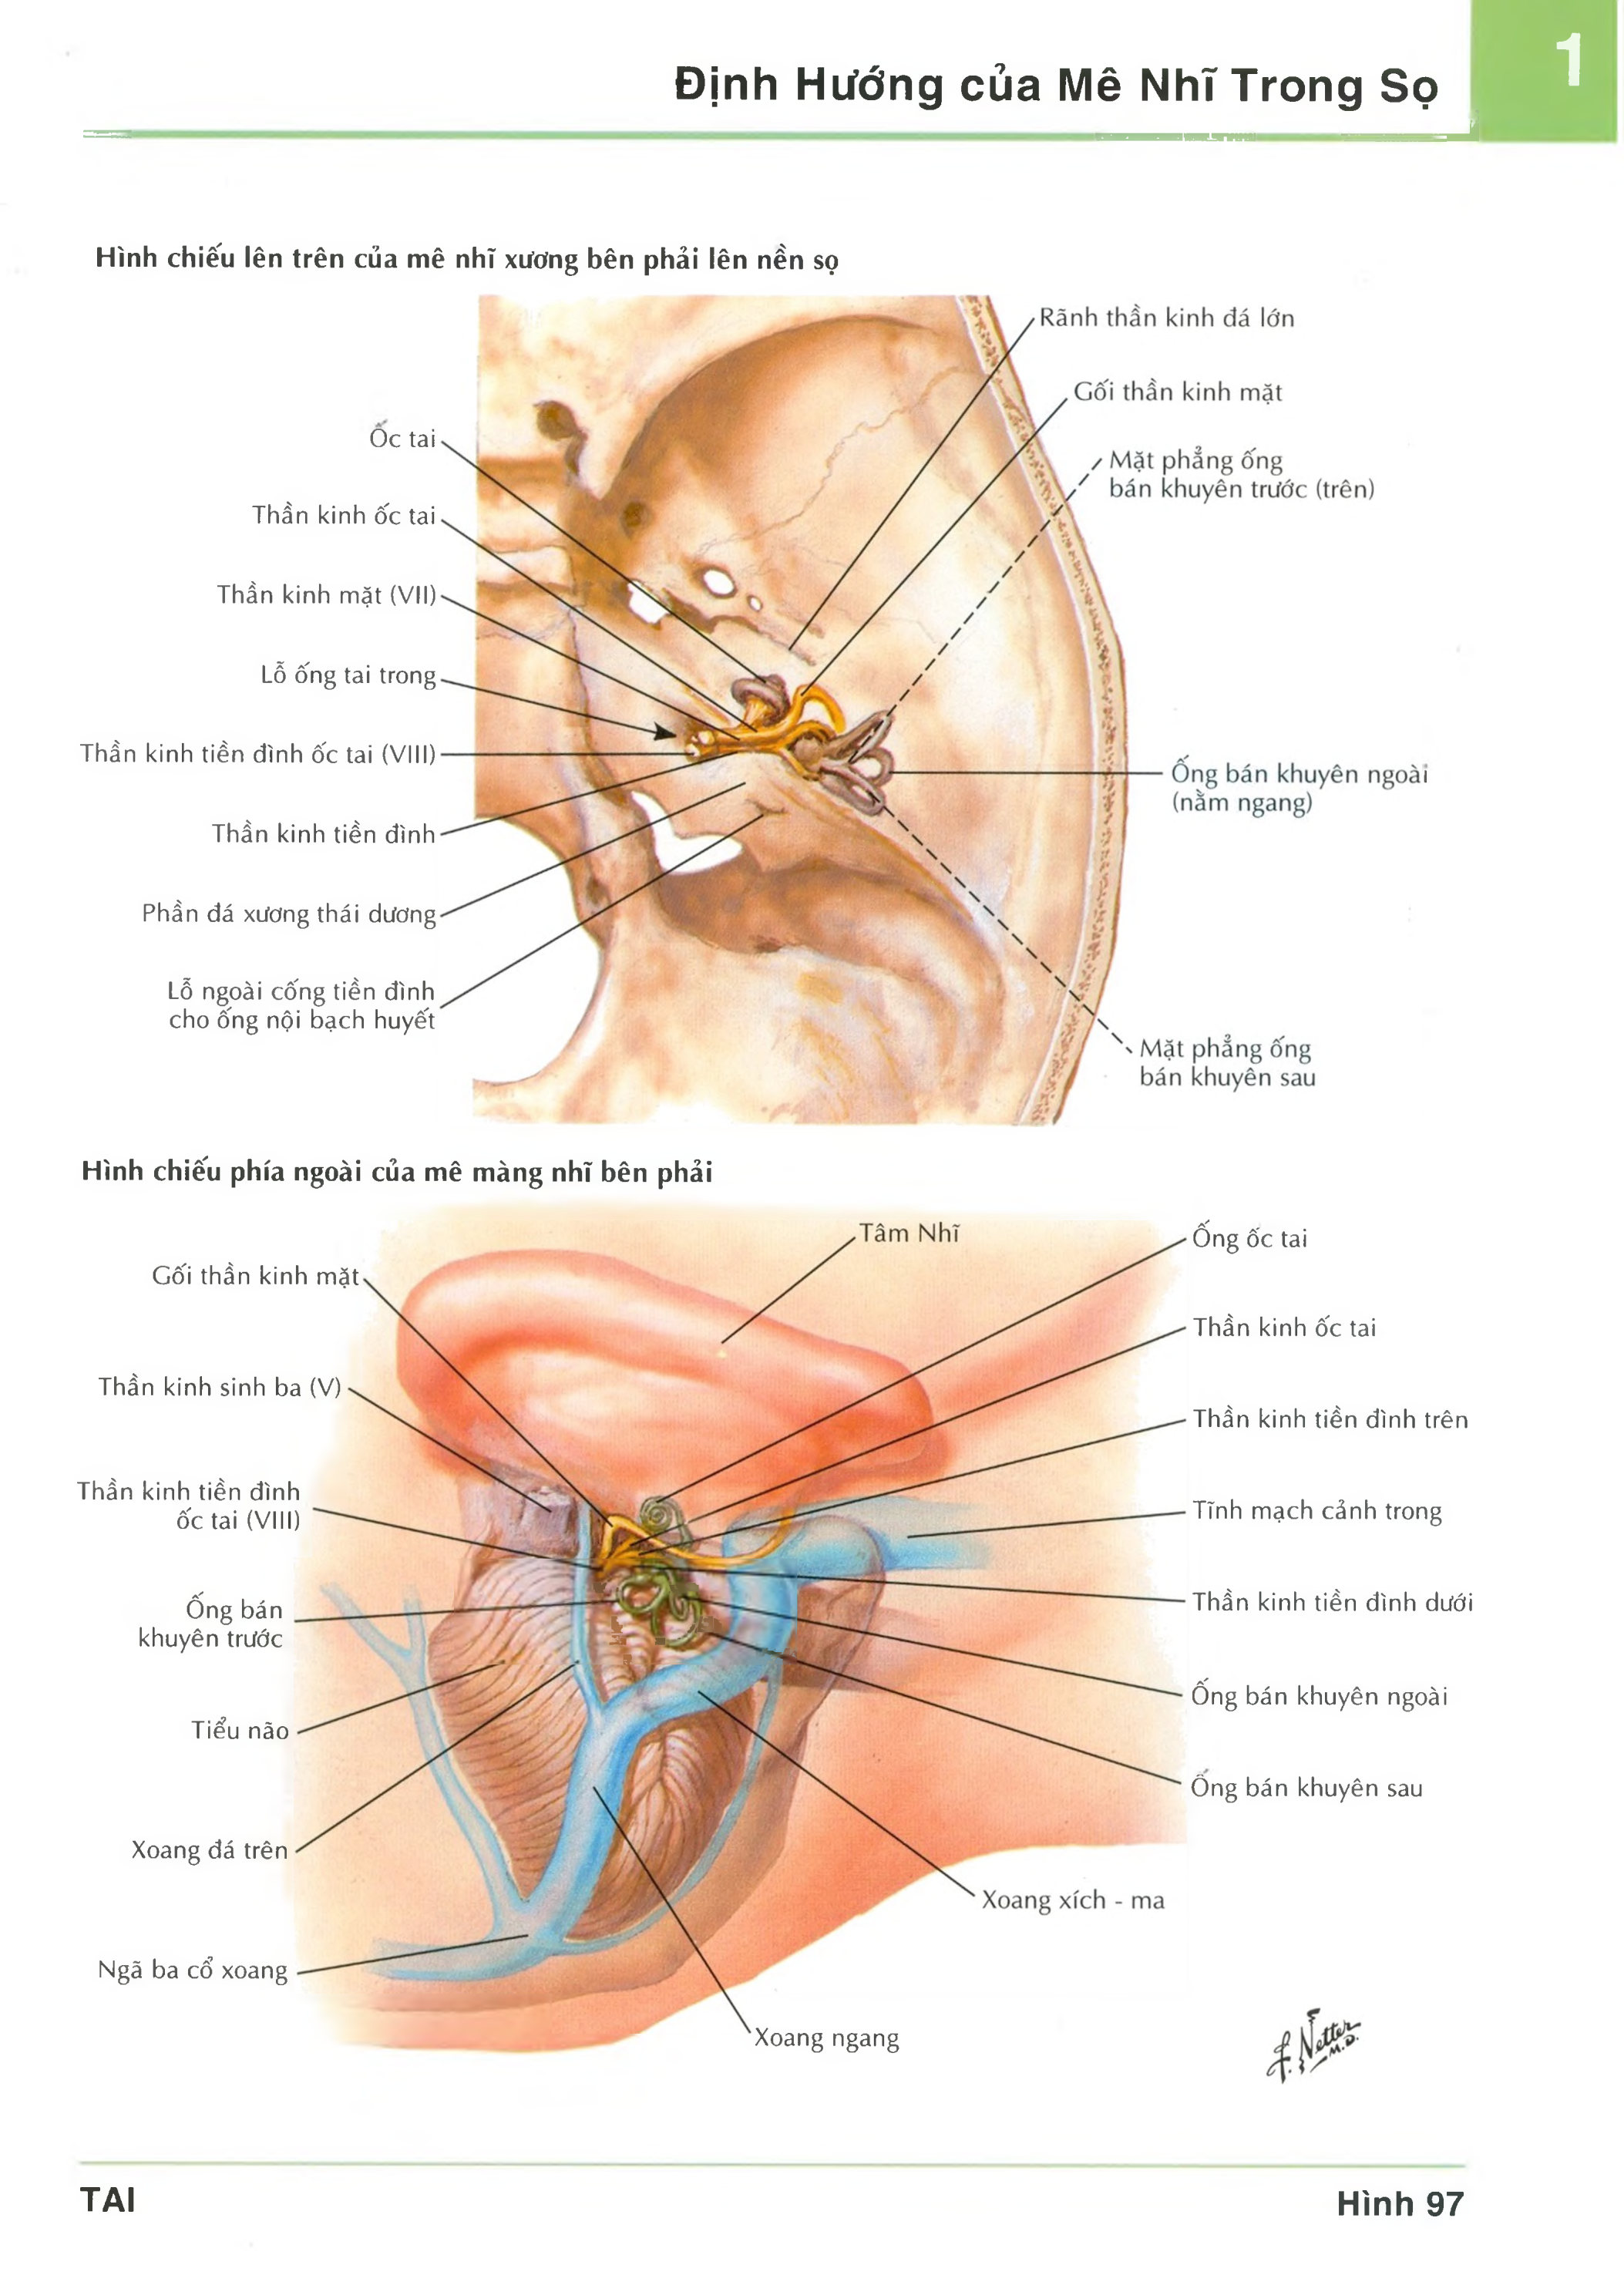 1
Định Hướng của Mê Nhĩ Trong Sọ
Hình chiếu lên trên của mê nhĩ xương bên phải lên nền sọ
Rãnh thần kinh đá lớn
Gối thần kinh mặt
Mặt phẳng ống
bán khuyên trước (trên)
Ốc tai
Thần kinh ốc tai
Thần kinh mặt (VII)
Lỗ ống tai trong
Thần kinh tiền đình ốc tai (VIII)
Thần kinh tiền đình
Phần đá xương thái dương
Lỗ ngoài cống tiền đình
cho ống nội bạch huyết
Ống bán khuyên ngoài
(nằm ngang)
Mặt phẳng ống
bán khuyên sau
Hình chiếu phía ngoài của mê màng nhĩ bên phải
Gối thần kinh mặt
Thần kinh sinh ba (V)
Thần kinh tiền đình
ốc tai (VIII)
Ống bán
khuyên trước
Tiểu não
Xoang đá trên
Ngã ba cổ xoang
Tâm Nhĩ
Ống ốc tai
Thần kinh ốc tai
Thần kinh tiền đình trên
Tĩnh mạch cảnh trong
Thần kinh tiền đình dưới
Ống bán khuyên ngoài
Ống bán khuyên sau
Xoang xích - ma
Xoang ngang
F. Netter
M.D.
TAI
Hình 97